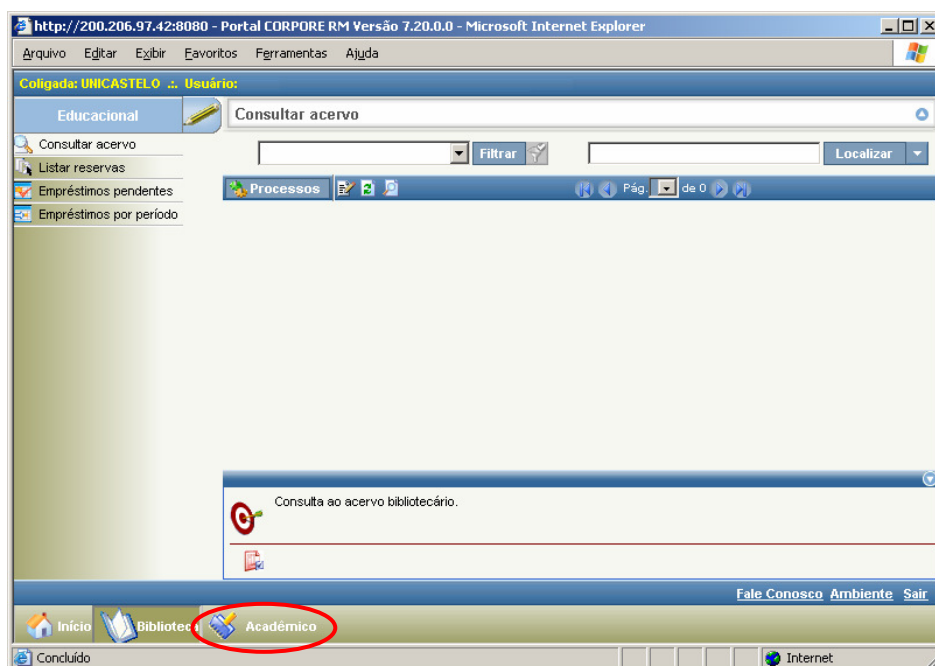 http://200.206.97.42:8080 - Portal CORPORE RM Versão 7.20.0.0 - Microsoft Internet Explorer
Arquivo Editar Exibir Favoritos Ferramentas Ajuda
Coligada: UNICASTELO .:. Usuário:
Educacional
Consultar acervo
Consultar acervo
Listar reservas
Empréstimos pendentes
Empréstimos por período
Filtrar
Localizar
Processos
Pág. de 0
Consulta ao acervo bibliotecário.
Fale Conosco Ambiente Sair
Início Biblioteca Acadêmico
Concluído Internet